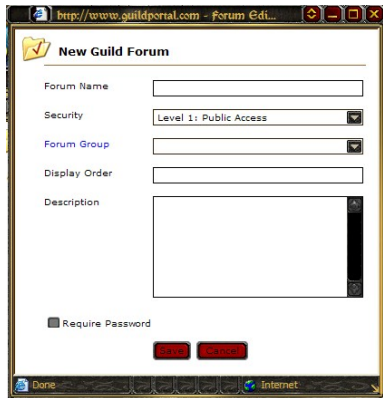 http://www.guildportal.com - Forum Edi...
New Guild Forum
Forum Name
Security
Level 1: Public Access
Forum Group
Display Order
Description
Require Password
Save Cancel
Done Internet